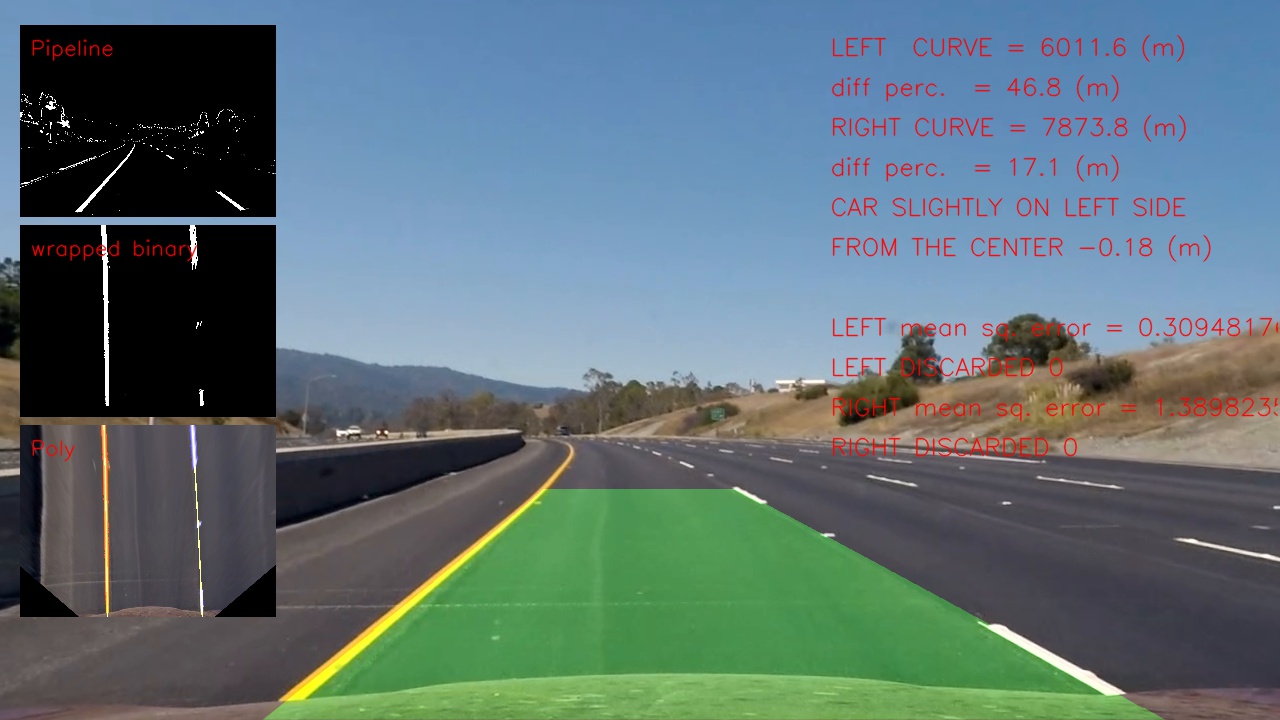 Pipeline
wrapped binary
Poly
LEFT CURVE = 6011.6 (m)
diff perc. = 46.8 (m)
RIGHT CURVE = 7873.8 (m)
diff perc. = 17.1 (m)
CAR SLIGHTLY ON LEFT SIDE
FROM THE CENTER -0.18 (m)
LEFT mean sq. error = 0.3094817
LEFT DISCARDED 0
RIGHT mean sq. error = 1.389823
RIGHT DISCARDED 0